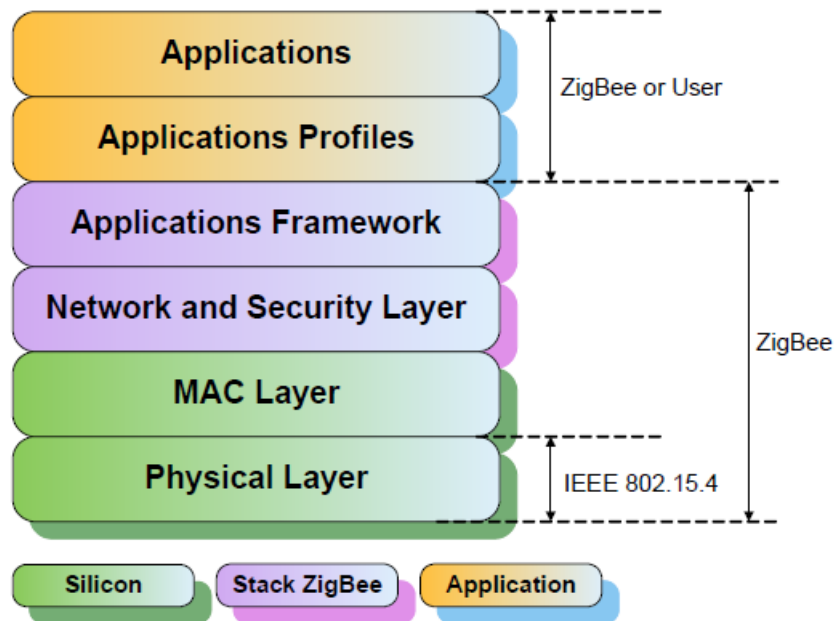 Applications
ZigBee or User
Applications Profiles
Applications Framework
Network and Security Layer
ZigBee
MAC Layer
Physical Layer
IEEE 802.15.4
Silicon
Stack ZigBee
Application